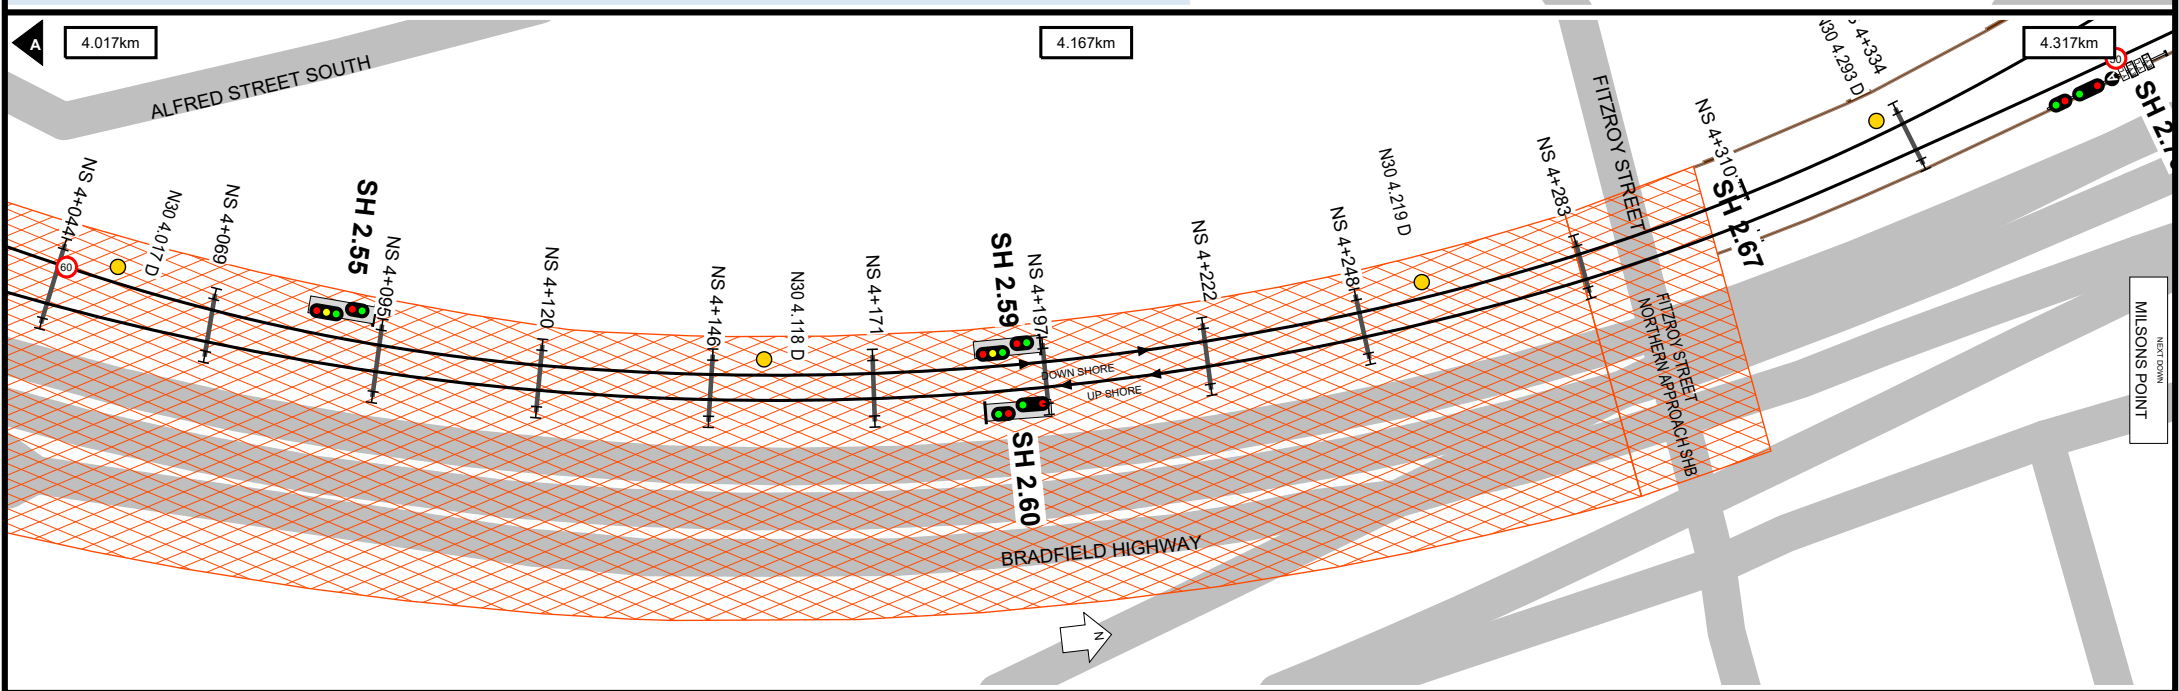 A
4.017km
4.167km
4.317km
ALFRED STREET SOUTH
NS 4+044
60
N30 4.017 D
NS 4+069
SH 2.55
NS 4+095
NS 4+120
NS 4+146
N30 4.118 D
NS 4+171
SH 2.59
NS 4+197
DOWN SHORE
UP SHORE
SH 2.60
NS 4+222
NS 4+248
N30 4.219 D
NS 4+283
FITZROY STREET
NS 4+310
SH 2.67
N30 4.293 D
4+334
FITZROY STREET
NORTHERN APPROACH SHB
BRADFIELD HIGHWAY
N
NEXT DOWN
MILSONS POINT